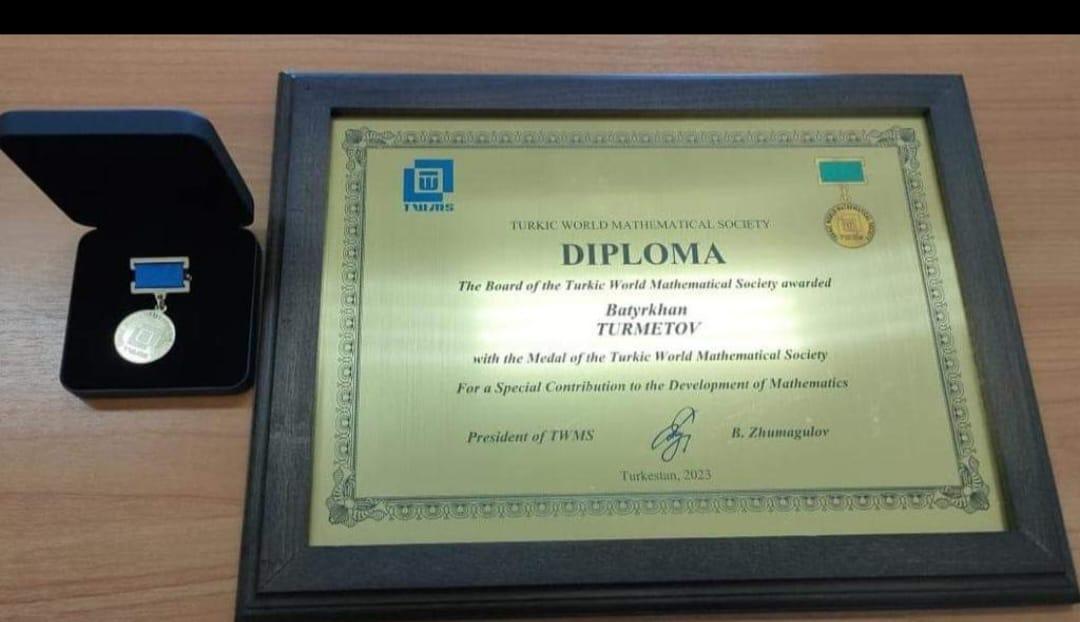 TWMS
TURKIC WORLD MATHEMATICAL SOCIETY
DIPLOMA
The Board of the Turkic World Mathematical Society awarded
Batyrkhan
TURMETOV
with the Medal of the Turkic World Mathematical Society
For a Special Contribution to the Development of Mathematics
President of TWMS
B. Zhumagulov
Turkestan, 2023
TWMS
TWMS